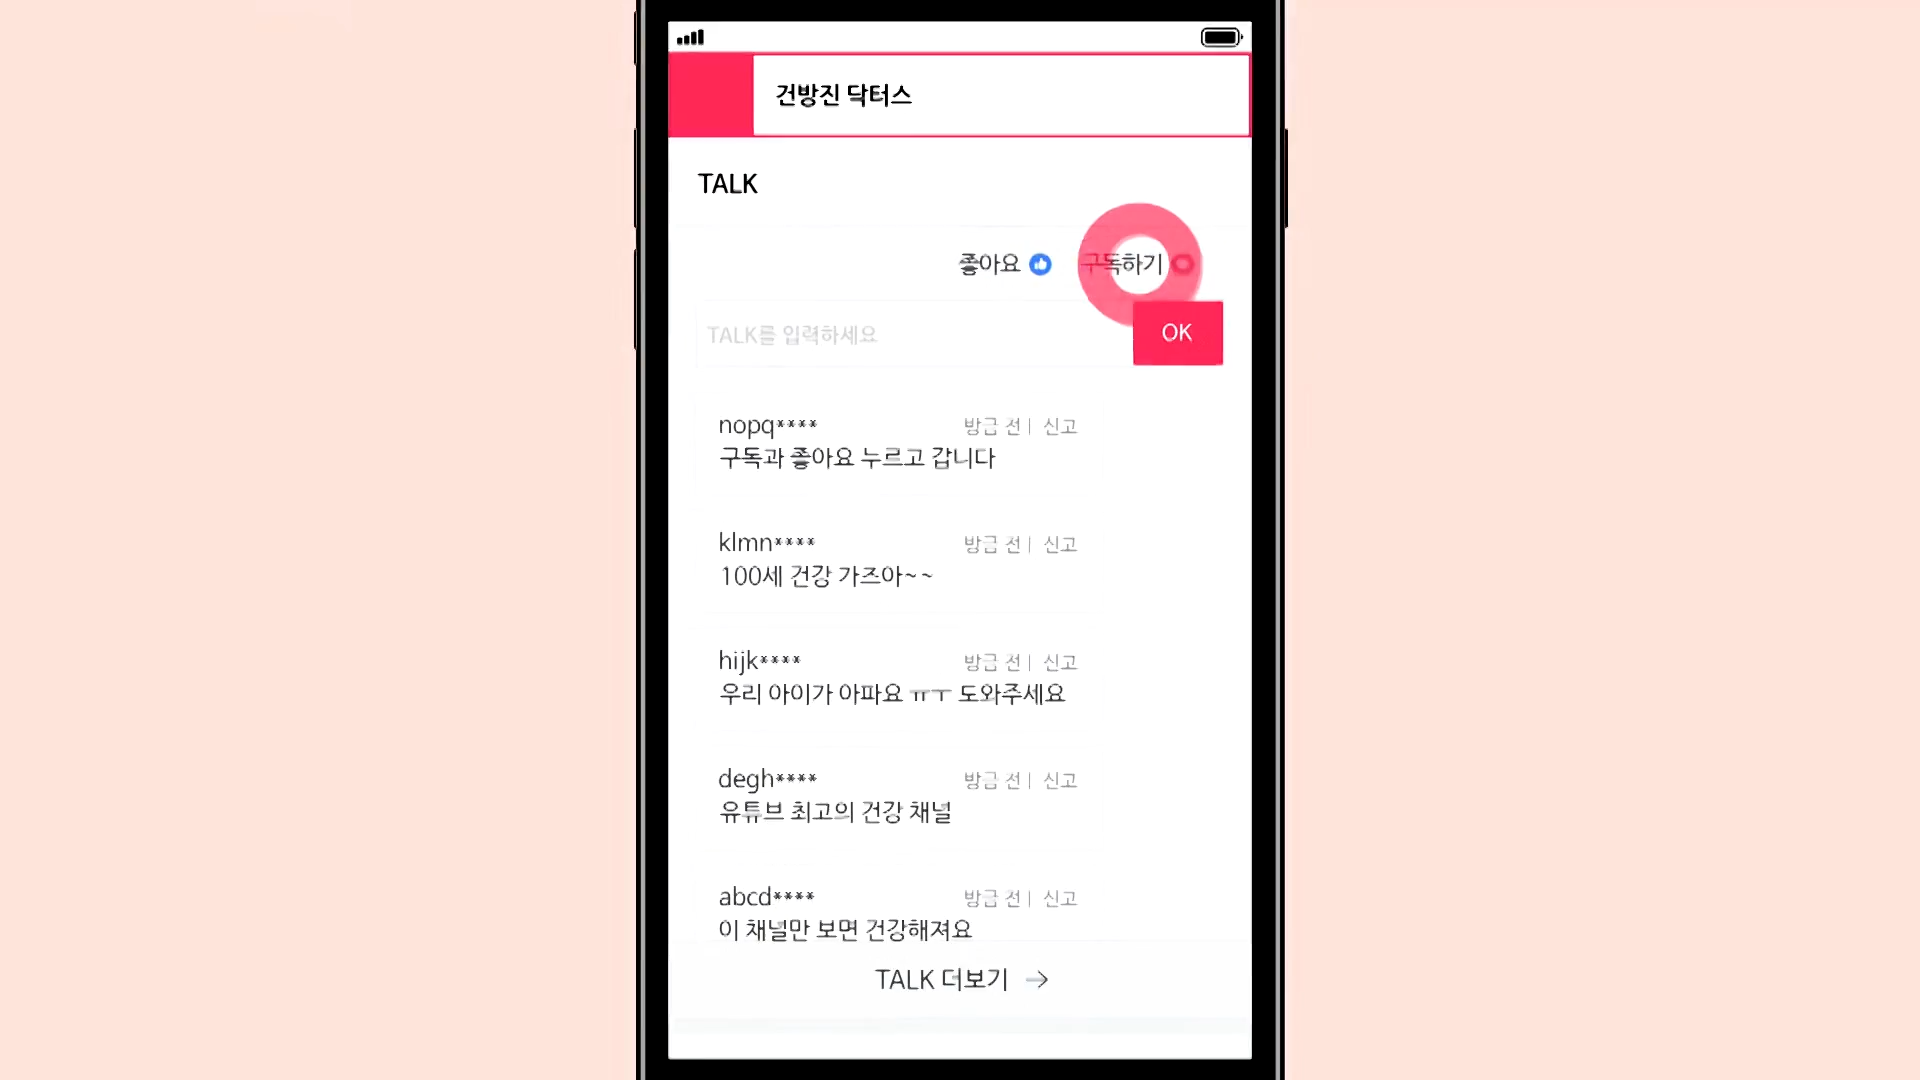 건방진 닥터스
TALK
좋아요 구독하기
TALK를 입력하세요 OK
nopq**** 방금 전 | 신고
구독과 좋아요 누르고 갑니다
klmn**** 방금 전 | 신고
100세 건강 가즈아~~
hijk**** 방금 전 | 신고
우리 아이가 아파요 ㅠㅜ 도와주세요
degh**** 방금 전 | 신고
유튜브 최고의 건강 채널
abcd**** 방금 전 | 신고
이 채널만 보면 건강해져요
TALK 더보기 →